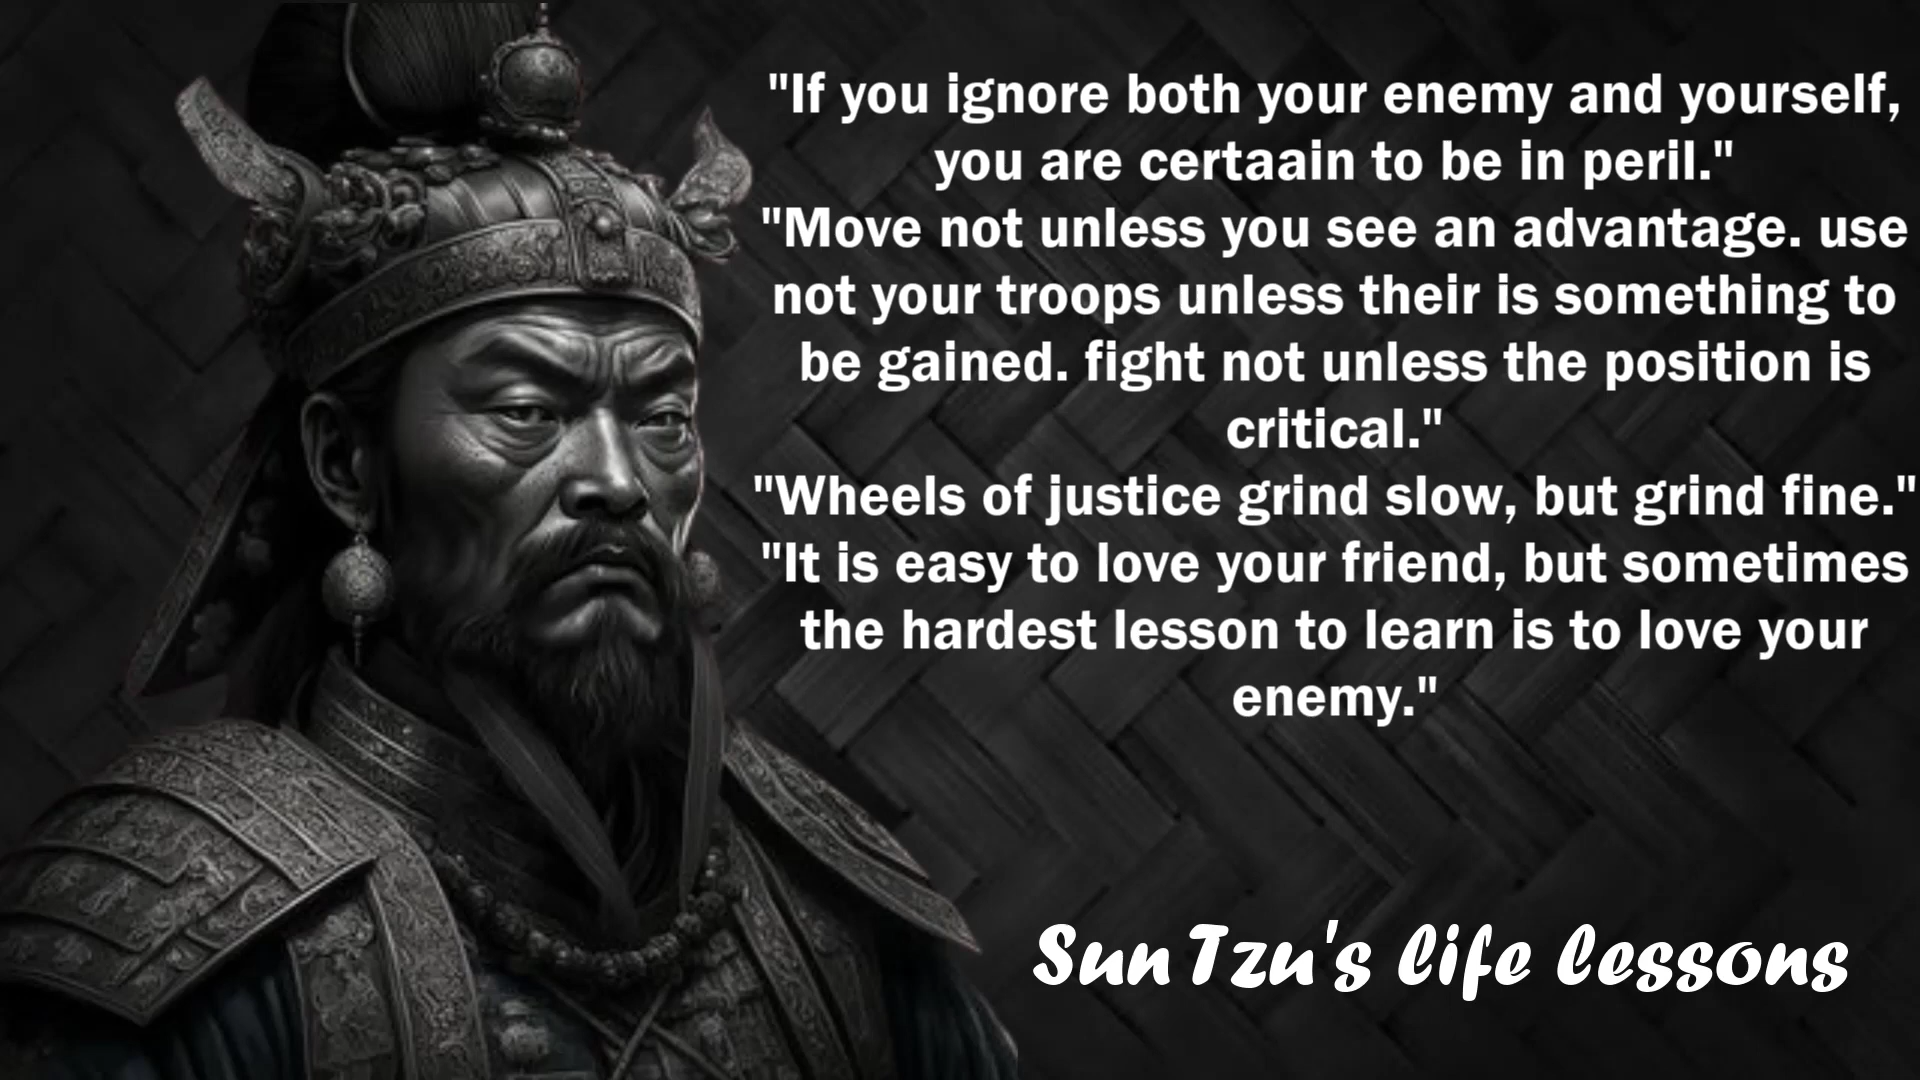 "If you ignore both your enemy and yourself,
you are certaain to be in peril."
"Move not unless you see an advantage. use
not your troops unless their is something to
be gained. fight not unless the position is
critical."
"Wheels of justice grind slow, but grind fine."
"It is easy to love your friend, but sometimes
the hardest lesson to learn is to love your
enemy."
Sun Tzu's life lessons